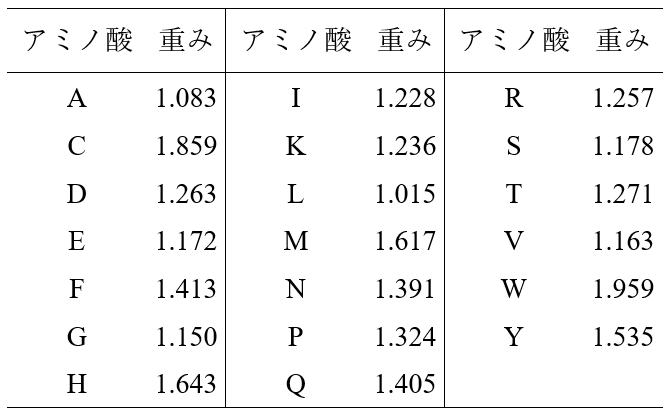 アミノ酸 重み アミノ酸 重み アミノ酸 重み
A 1.083 I 1.228 R 1.257
C 1.859 K 1.236 S 1.178
D 1.263 L 1.015 T 1.271
E 1.172 M 1.617 V 1.163
F 1.413 N 1.391 W 1.959
G 1.150 P 1.324 Y 1.535
H 1.643 Q 1.405